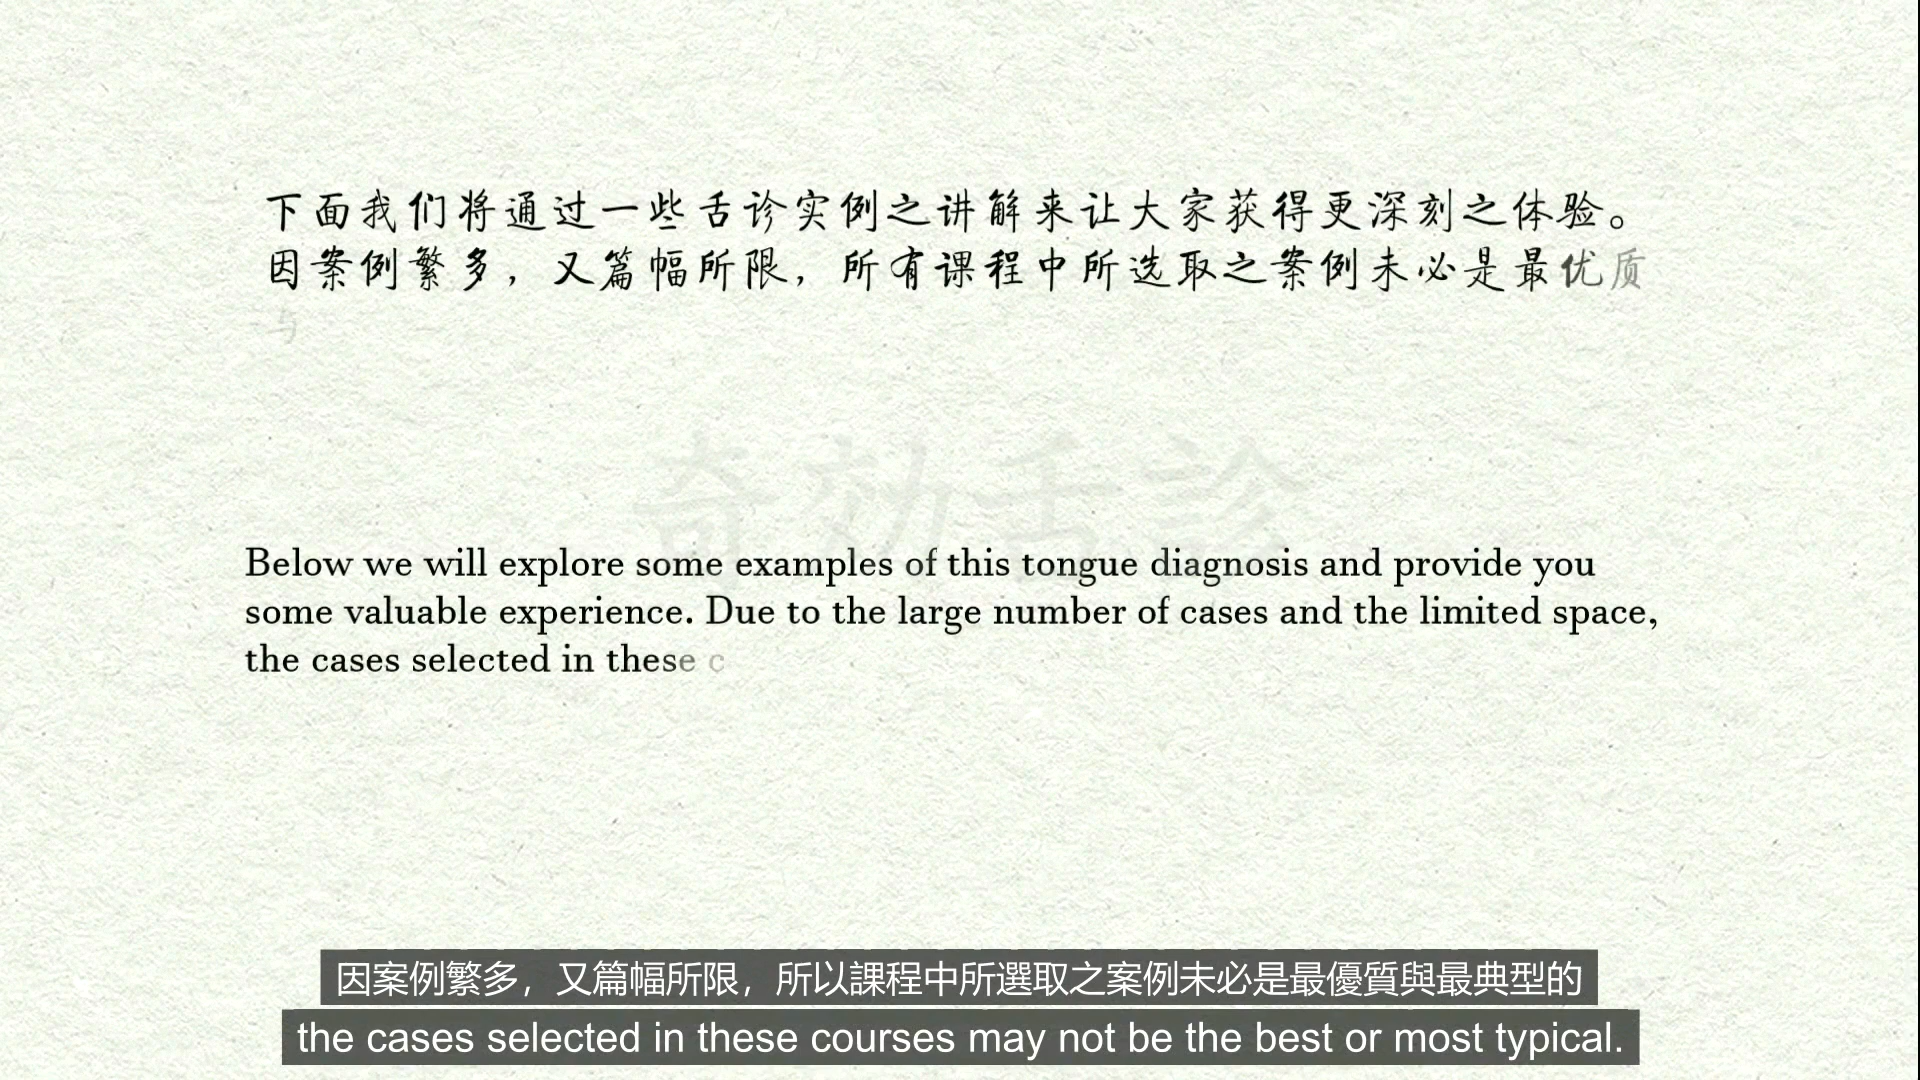 下面我们将通过一些舌诊实例之讲解来让大家获得更深刻之体验。
因案例繁多，又篇幅所限，所有课程中所选取之案例未必是最优质
与
奇効舌診
Below we will explore some examples of this tongue diagnosis and provide you
some valuable experience. Due to the large number of cases and the limited space,
the cases selected in these c
因案例繁多，又篇幅所限，所以課程中所選取之案例未必是最優質與最典型的
the cases selected in these courses may not be the best or most typical.